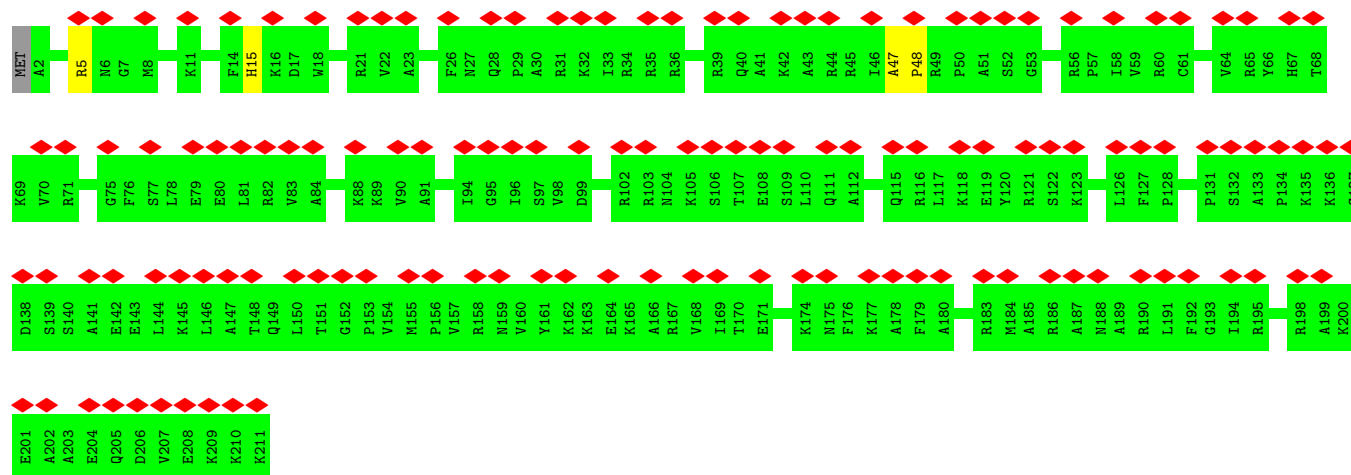 MET A2 R5 N6 G7 M8 K11 F14 H15 K16 D17 W18 R21 V22 A23 F26 N27 Q28 P29 A30 R31 K32 I33 R34 R35 R36 R39 Q40 A41 K42 A43 R44 R45 I46 A47 P48 R49 P50 A51 S52 G53 R56 P57 I58 V59 R60 C61 V64 R65 Y66 H67 T68
K69 V70 R71 G75 F76 S77 L78 E79 E80 L81 R82 V83 A84 K88 K89 V90 A91 I94 G95 I96 S97 V98 D99 R102 R103 N104 K105 S106 T107 E108 S109 L110 Q111 A112 Q115 R116 L117 K118 E119 Y120 R121 S122 K123 L126 F127 P128 P131 S132 A133 P134 K135 K136
D138 S139 S140 A141 E142 E143 L144 K145 L146 A147 T148 Q149 L150 T151 G152 P153 V154 M155 P156 V157 R158 N159 V160 Y161 K162 K163 E164 K165 A166 R167 V168 I169 T170 E171 K174 N175 F176 K177 A178 F179 A180 R183 M184 A185 R186 A187 N188 A189 R190 L191 F192 G193 I194 R195 R198 A199 K200
E201 A202 A203 E204 Q205 D206 V207 E208 K209 K210 K211